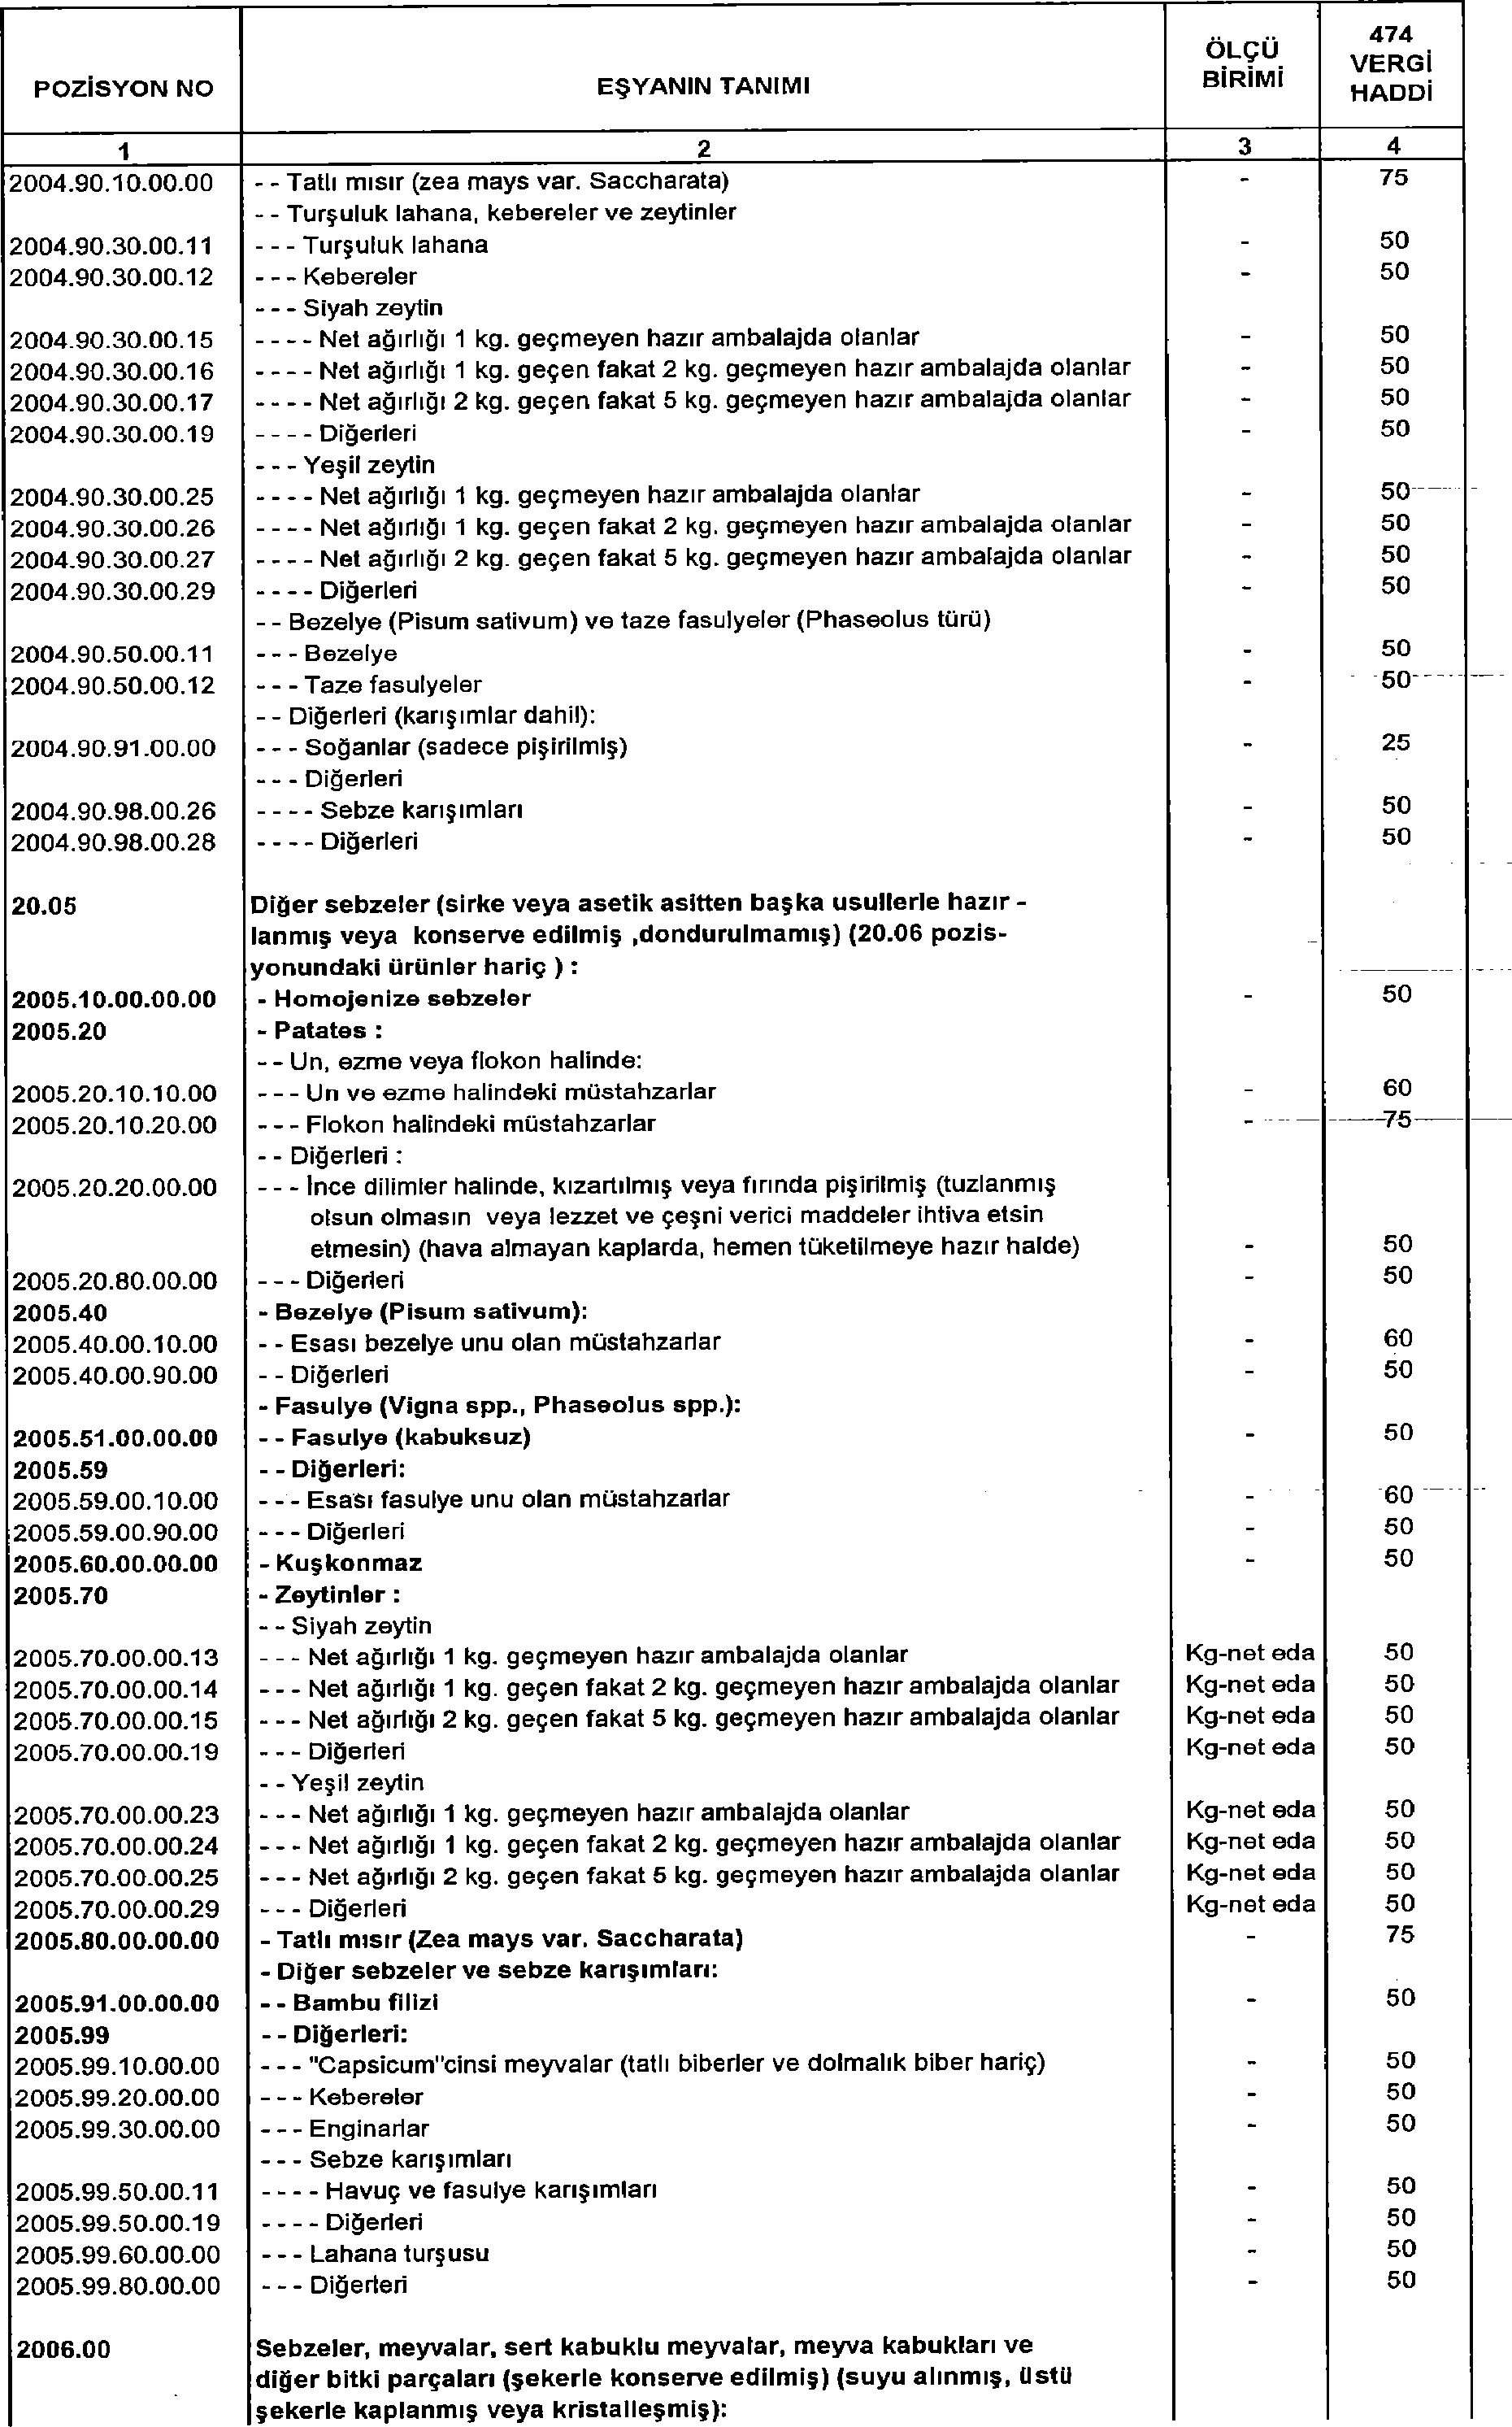 POZİSYON NO EŞYANIN TANIMI ÖLÇÜ BİRİMİ 474 VERGİ HADDİ
1 2 3 4
2004.90.10.00.00 - - Tatlı mısır (zea mays var. Saccharata) - 75
- - Turşuluk lahana, kebereler ve zeytinler
2004.90.30.00.11 - - - Turşuluk lahana - 50
2004.90.30.00.12 - - - Kebereler - 50
- - - Siyah zeytin
2004.90.30.00.15 - - - - Net ağırlığı 1 kg. geçmeyen hazır ambalajda olanlar - 50
2004.90.30.00.16 - - - - Net ağırlığı 1 kg. geçen fakat 2 kg. geçmeyen hazır ambalajda olanlar - 50
2004.90.30.00.17 - - - - Net ağırlığı 2 kg. geçen fakat 5 kg. geçmeyen hazır ambalajda olanlar - 50
2004.90.30.00.19 - - - - Diğerleri - 50
- - - Yeşil zeytin
2004.90.30.00.25 - - - - Net ağırlığı 1 kg. geçmeyen hazır ambalajda olanlar - 50
2004.90.30.00.26 - - - - Net ağırlığı 1 kg. geçen fakat 2 kg. geçmeyen hazır ambalajda olanlar - 50
2004.90.30.00.27 - - - - Net ağırlığı 2 kg. geçen fakat 5 kg. geçmeyen hazır ambalajda olanlar - 50
2004.90.30.00.29 - - - - Diğerleri - 50
- - Bezelye (Pisum sativum) ve taze fasulyeler (Phaseolus türü)
2004.90.50.00.11 - - - Bezelye - 50
2004.90.50.00.12 - - - Taze fasulyeler - 50
- - Diğerleri (karışımlar dahil):
2004.90.91.00.00 - - - Soğanlar (sadece pişirilmiş) - 25
- - - Diğerleri
2004.90.98.00.26 - - - - Sebze karışımları - 50
2004.90.98.00.28 - - - - Diğerleri - 50
20.05 Diğer sebzeler (sirke veya asetik asitten başka usullerle hazır -
lanmış veya konserve edilmiş ,dondurulmamış) (20.06 pozis-
yonundaki ürünler hariç ) :
2005.10.00.00.00 - Homojenize sebzeler - 50
2005.20 - Patates :
- - Un, ezme veya flokon halinde:
2005.20.10.10.00 - - - Un ve ezme halindeki müstahzarlar - 60
2005.20.10.20.00 - - - Flokon halindeki müstahzarlar - 75
- - Diğerleri :
2005.20.20.00.00 - - - İnce dilimler halinde, kızartılmış veya fırında pişirilmiş (tuzlanmış
olsun olmasın veya lezzet ve çeşni verici maddeler ihtiva etsin
etmesin) (hava almayan kaplarda, hemen tüketilmeye hazır halde) - 50
2005.20.80.00.00 - - - Diğerleri - 50
2005.40 - Bezelye (Pisum sativum):
2005.40.00.10.00 - - Esası bezelye unu olan müstahzarlar - 60
2005.40.00.90.00 - - Diğerleri - 50
- Fasulye (Vigna spp., Phaseolus spp.):
2005.51.00.00.00 - - Fasulye (kabuksuz) - 50
2005.59 - - Diğerleri:
2005.59.00.10.00 - - - Esası fasulye unu olan müstahzarlar - 60
2005.59.00.90.00 - - - Diğerleri - 50
2005.60.00.00.00 - Kuşkonmaz - 50
2005.70 - Zeytinler :
- - Siyah zeytin
2005.70.00.00.13 - - - Net ağırlığı 1 kg. geçmeyen hazır ambalajda olanlar Kg-net eda 50
2005.70.00.00.14 - - - Net ağırlığı 1 kg. geçen fakat 2 kg. geçmeyen hazır ambalajda olanlar Kg-net eda 50
2005.70.00.00.15 - - - Net ağırlığı 2 kg. geçen fakat 5 kg. geçmeyen hazır ambalajda olanlar Kg-net eda 50
2005.70.00.00.19 - - - Diğerleri Kg-net eda 50
- - Yeşil zeytin
2005.70.00.00.23 - - - Net ağırlığı 1 kg. geçmeyen hazır ambalajda olanlar Kg-net eda 50
2005.70.00.00.24 - - - Net ağırlığı 1 kg. geçen fakat 2 kg. geçmeyen hazır ambalajda olanlar Kg-net eda 50
2005.70.00.00.25 - - - Net ağırlığı 2 kg. geçen fakat 5 kg. geçmeyen hazır ambalajda olanlar Kg-net eda 50
2005.70.00.00.29 - - - Diğerleri Kg-net eda 50
2005.80.00.00.00 - Tatlı mısır (Zea mays var. Saccharata) - 75
- Diğer sebzeler ve sebze karışımları:
2005.91.00.00.00 - - Bambu filizi - 50
2005.99 - - Diğerleri:
2005.99.10.00.00 - - - "Capsicum"cinsi meyvalar (tatlı biberler ve dolmalık biber hariç) - 50
2005.99.20.00.00 - - - Kebereler - 50
2005.99.30.00.00 - - - Enginarlar - 50
- - - Sebze karışımları
2005.99.50.00.11 - - - - Havuç ve fasulye karışımları - 50
2005.99.50.00.19 - - - - Diğerleri - 50
2005.99.60.00.00 - - - Lahana turşusu - 50
2005.99.80.00.00 - - - Diğerleri - 50
2006.00 Sebzeler, meyvalar, sert kabuklu meyvalar, meyva kabukları ve
diğer bitki parçaları (şekerle konserve edilmiş) (suyu alınmış, üstü
şekerle kaplanmış veya kristalleşmiş):